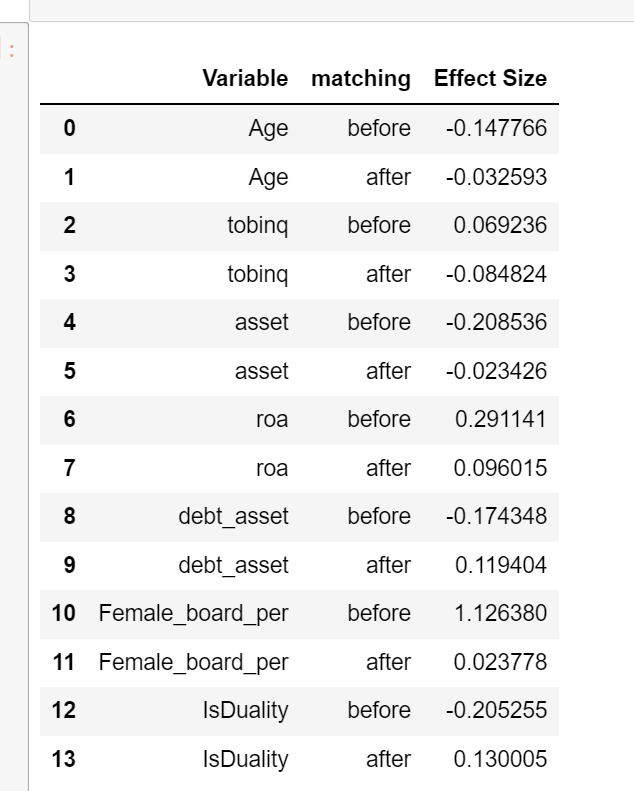 :
Variable matching Effect Size
0 Age before -0.147766
1 Age after -0.032593
2 tobinq before 0.069236
3 tobinq after -0.084824
4 asset before -0.208536
5 asset after -0.023426
6 roa before 0.291141
7 roa after 0.096015
8 debt_asset before -0.174348
9 debt_asset after 0.119404
10 Female_board_per before 1.126380
11 Female_board_per after 0.023778
12 IsDuality before -0.205255
13 IsDuality after 0.130005